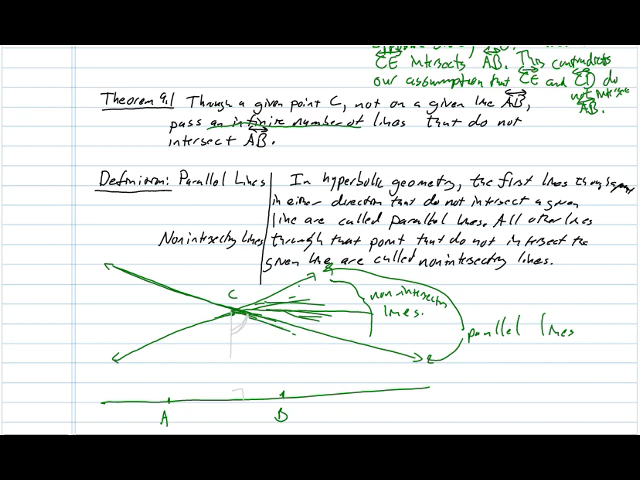 CE intersects AB. This contradicts
our assumption that CE and CD do
not intersect
AB.
Theorem 9.1 Through a given point C, not on a given line AB,
pass an infinite number of lines that do not
intersect AB.
Definition: Parallel Lines In hyperbolic geometry, the first lines through
in either direction that do not intersect a given
line are called parallel lines. All other lines
Nonintersecting Lines through that point that do not intersect the
given line are called nonintersecting lines.
C
non intersecting
lines.
parallel lines
A B